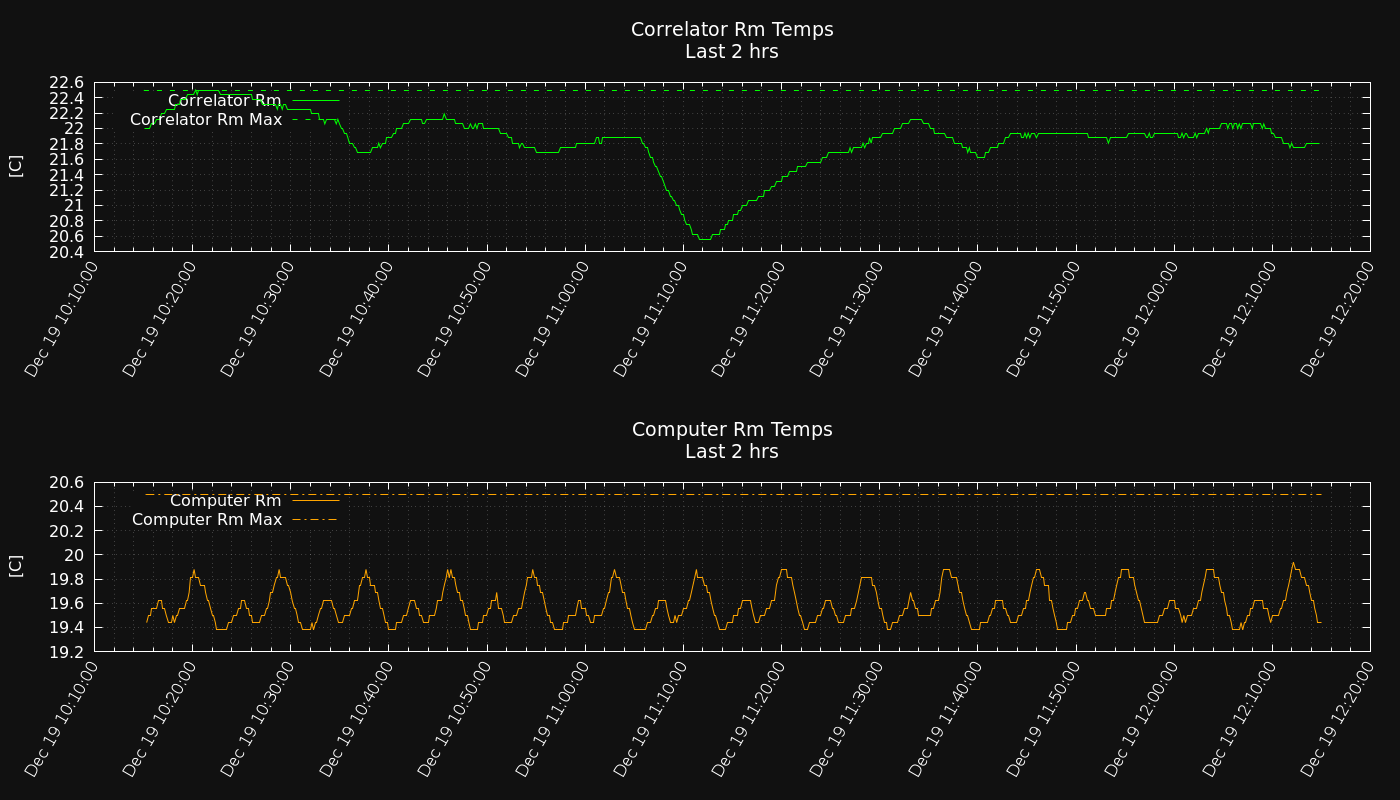 Correlator Rm Temps
Last 2 hrs
[C]
22.6
22.4
22.2
22
21.8
21.6
21.4
21.2
21
20.8
20.6
20.4
Correlator Rm
Correlator Rm Max
Dec 19 10:10:00
Dec 19 10:20:00
Dec 19 10:30:00
Dec 19 10:40:00
Dec 19 10:50:00
Dec 19 11:00:00
Dec 19 11:10:00
Dec 19 11:20:00
Dec 19 11:30:00
Dec 19 11:40:00
Dec 19 11:50:00
Dec 19 12:00:00
Dec 19 12:10:00
Dec 19 12:20:00
Computer Rm Temps
Last 2 hrs
[C]
20.6
20.4
20.2
20
19.8
19.6
19.4
19.2
Computer Rm
Computer Rm Max
Dec 19 10:10:00
Dec 19 10:20:00
Dec 19 10:30:00
Dec 19 10:40:00
Dec 19 10:50:00
Dec 19 11:00:00
Dec 19 11:10:00
Dec 19 11:20:00
Dec 19 11:30:00
Dec 19 11:40:00
Dec 19 11:50:00
Dec 19 12:00:00
Dec 19 12:10:00
Dec 19 12:20:00